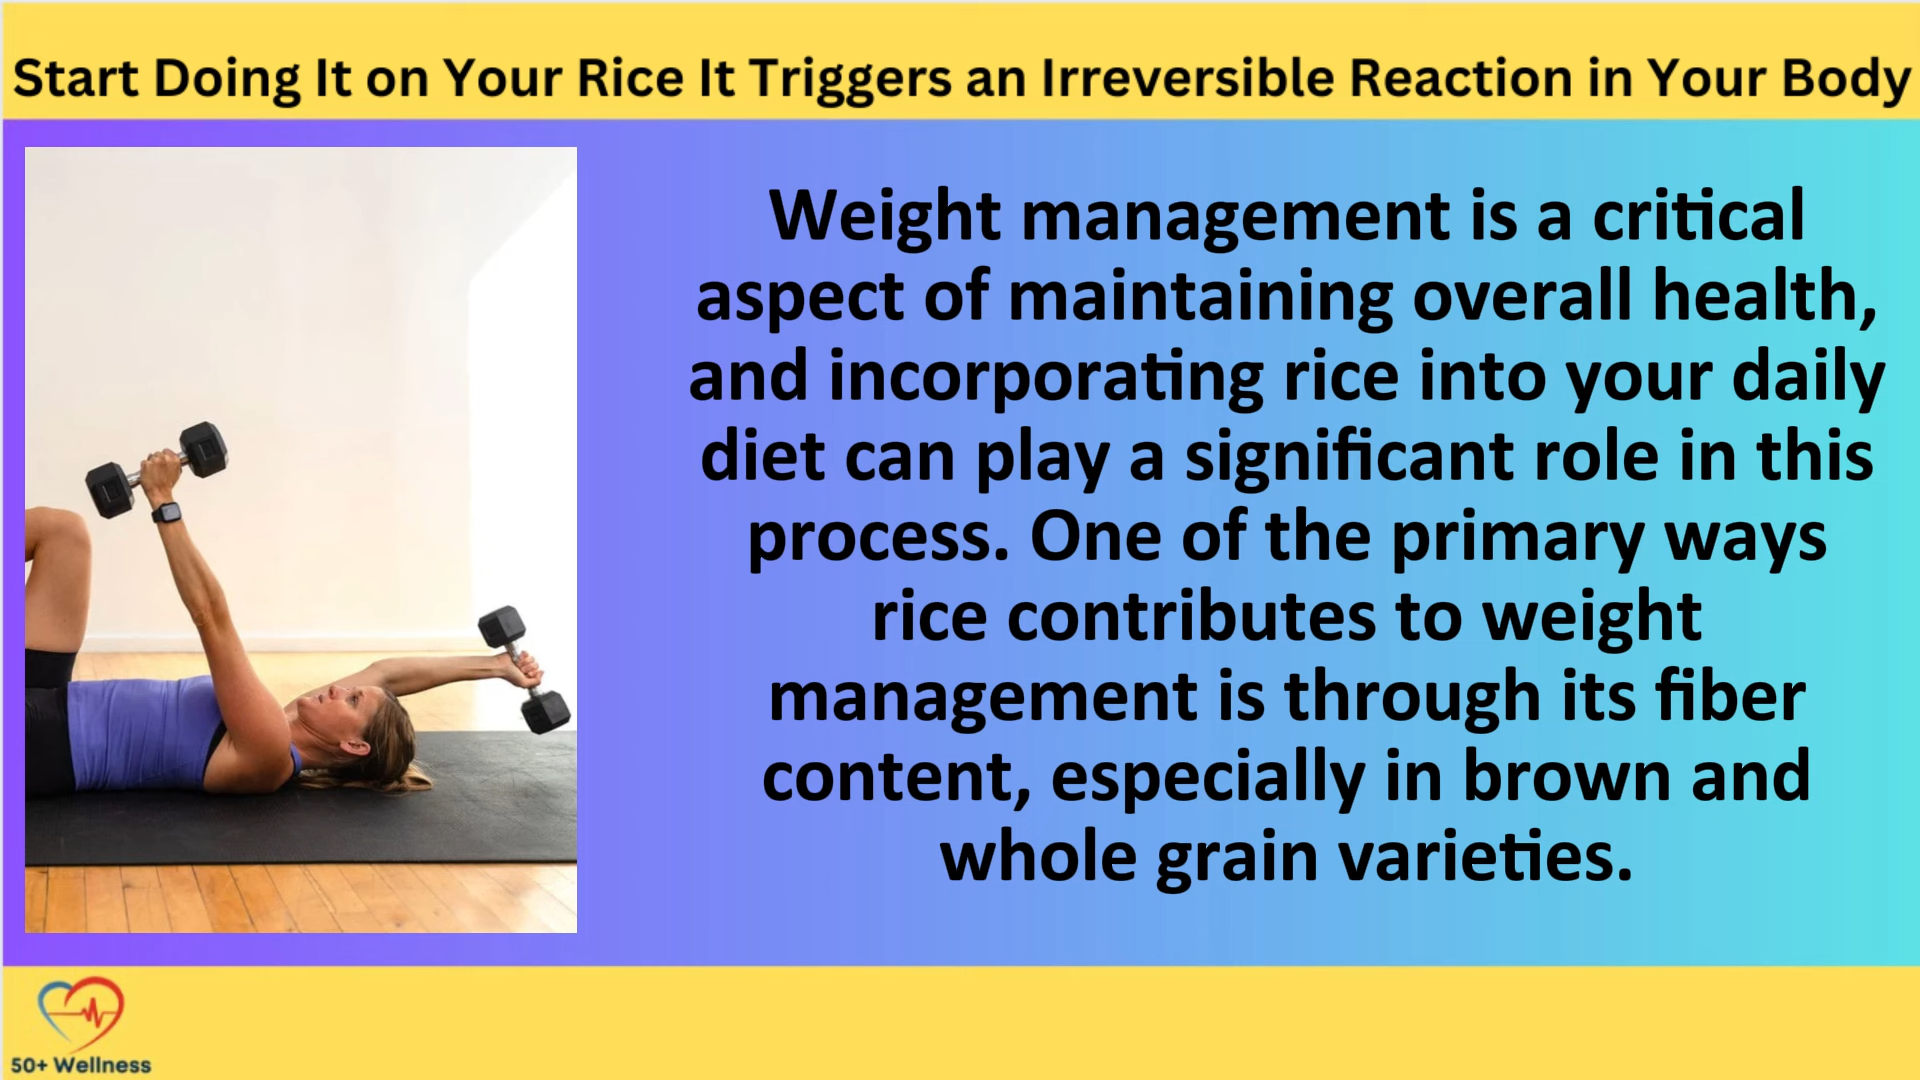 Start Doing It on Your Rice It Triggers an Irreversible Reaction in Your Body
Weight management is a critical
aspect of maintaining overall health,
and incorporating rice into your daily
diet can play a significant role in this
process. One of the primary ways
rice contributes to weight
management is through its fiber
content, especially in brown and
whole grain varieties.
50+ Wellness